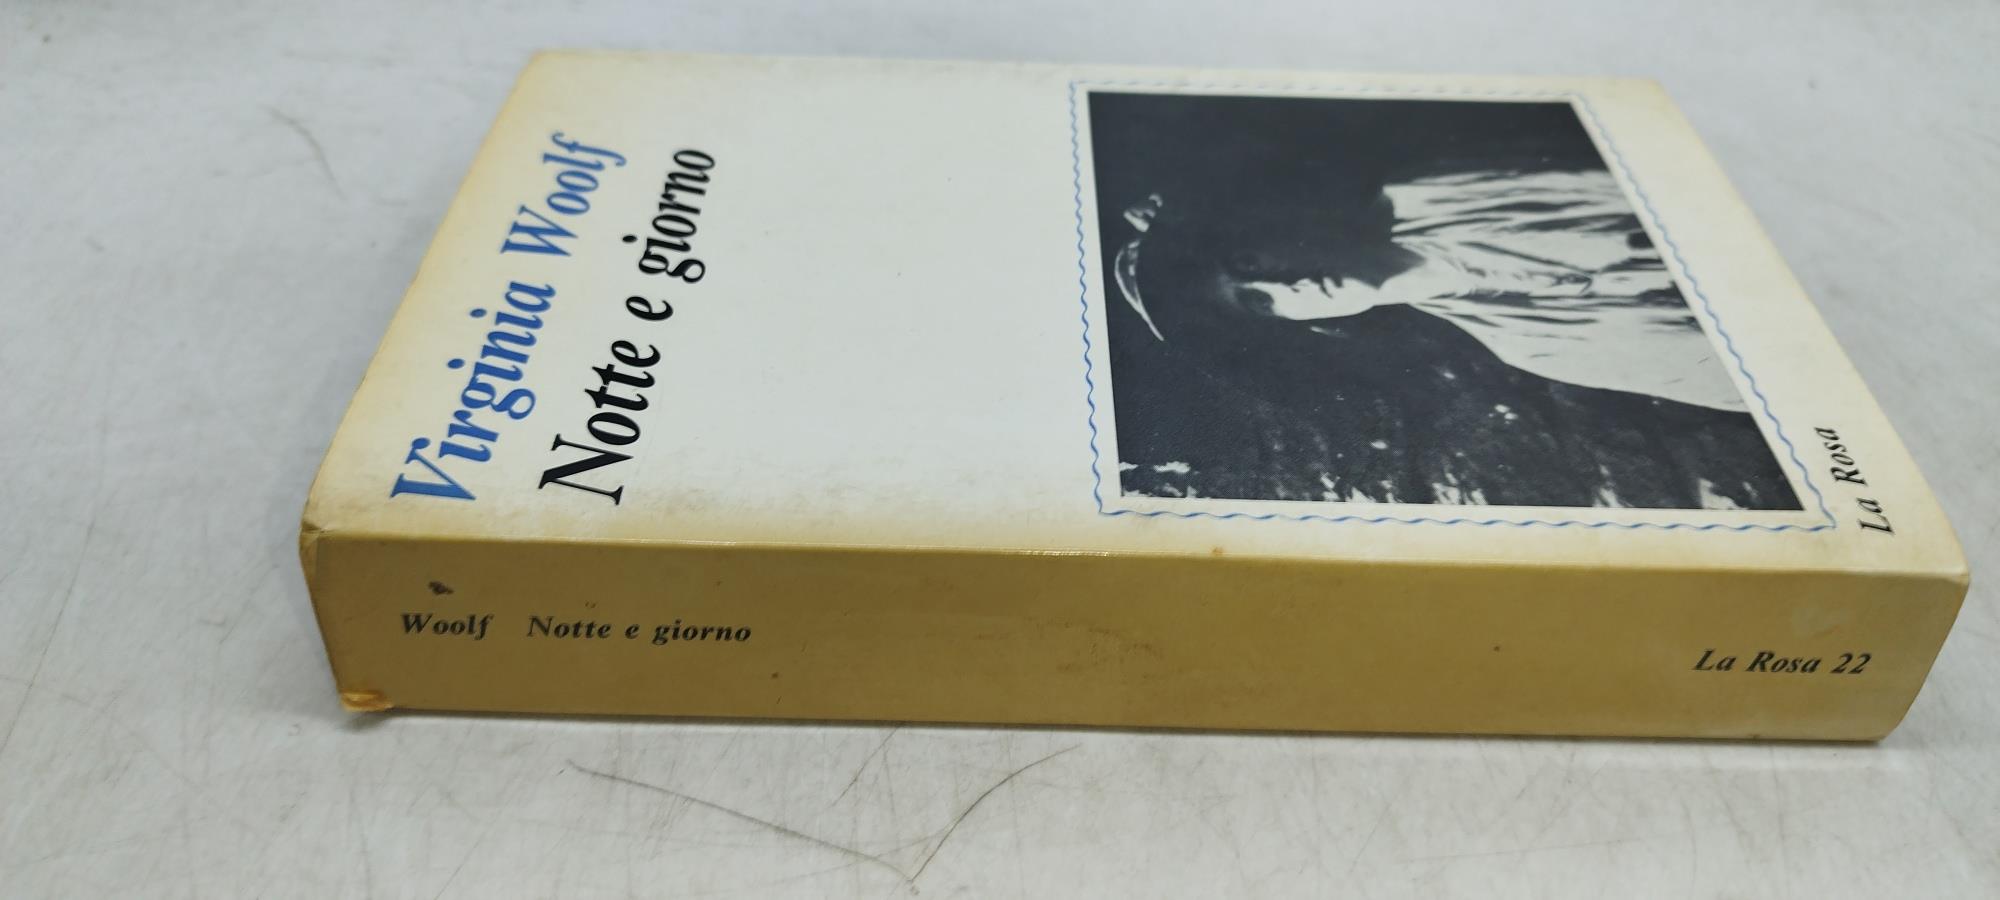 Virginia Woolf
Notte e giorno
La Rosa
Woolf Notte e giorno
La Rosa 22